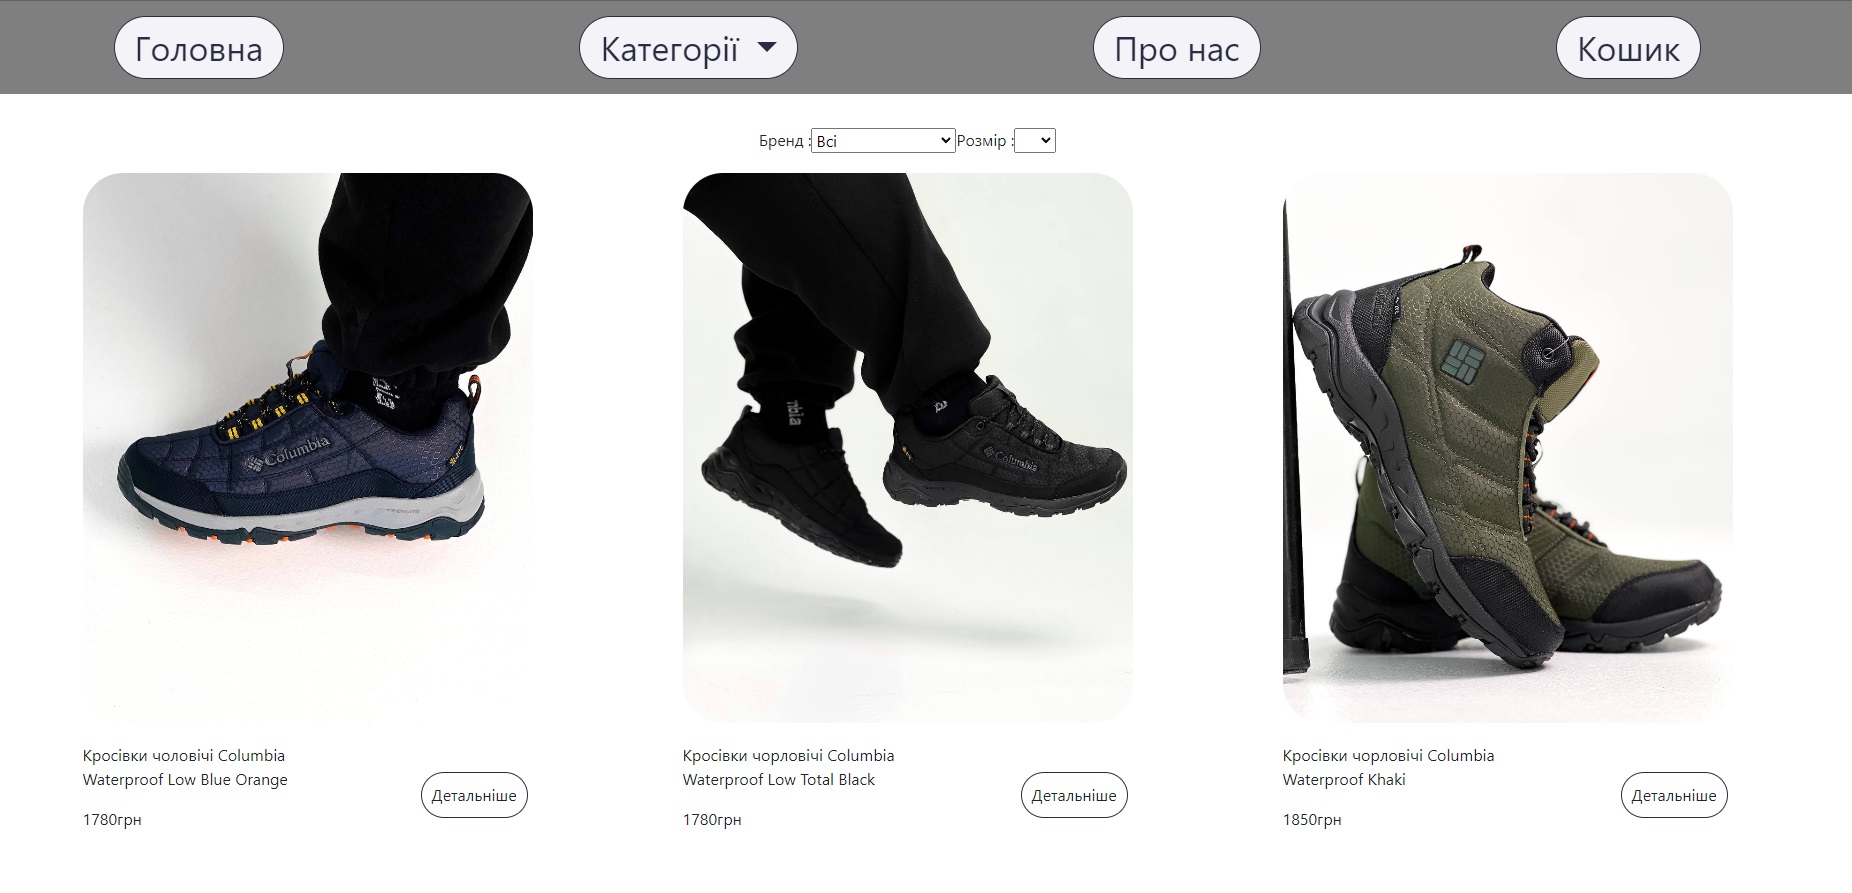 Головна
Категорії
Про нас
Кошик
Бренд : Всі Розмір :
Columbia
nbia
Columbia
Кросівки чоловічі Columbia
Waterproof Low Blue Orange
1780грн
Детальніше
Кросівки чорловічі Columbia
Waterproof Low Total Black
1780грн
Детальніше
Кросівки чорловічі Columbia
Waterproof Khaki
1850грн
Детальніше